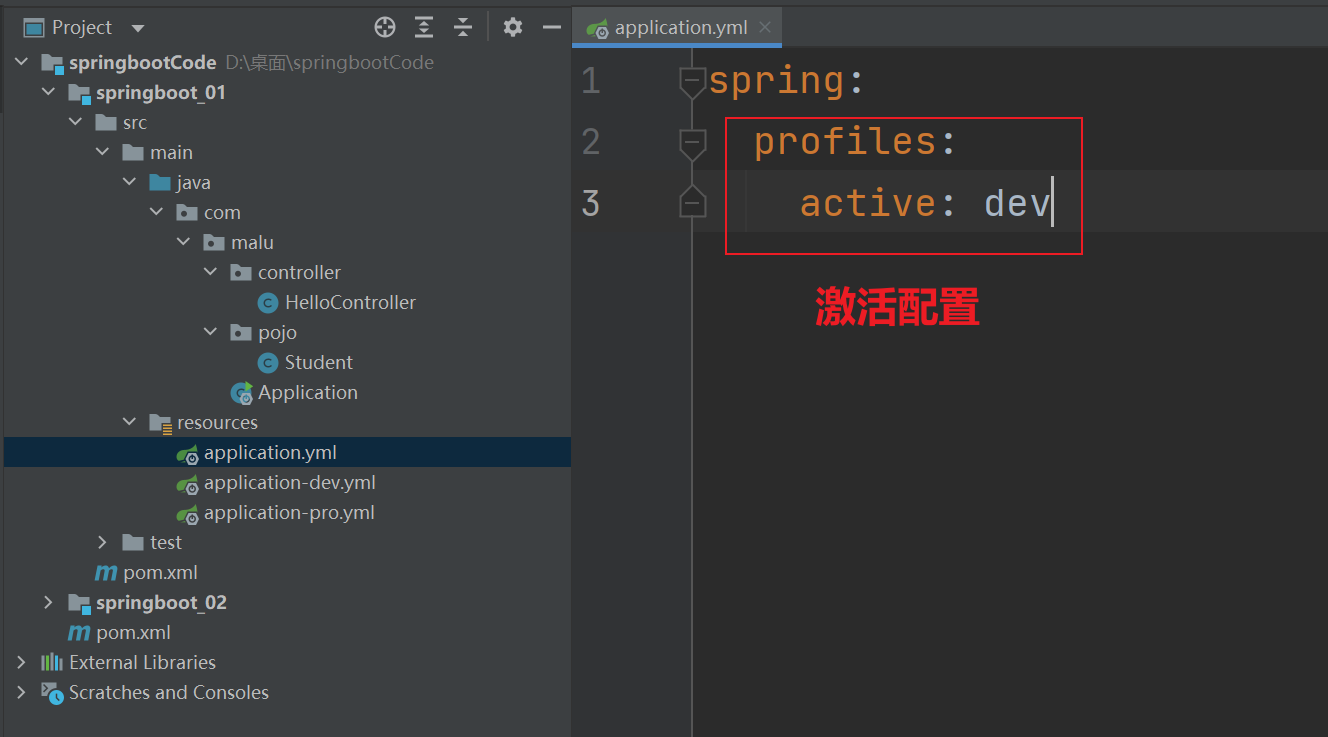 Project
springbootCode D:\桌面\springbootCode
springboot_01
src
main
java
com
malu
controller
HelloController
pojo
Student
Application
resources
application.yml
application-dev.yml
application-pro.yml
test
pom.xml
springboot_02
pom.xml
External Libraries
Scratches and Consoles
application.yml
1 spring:
2 profiles:
3 active: dev
激活配置